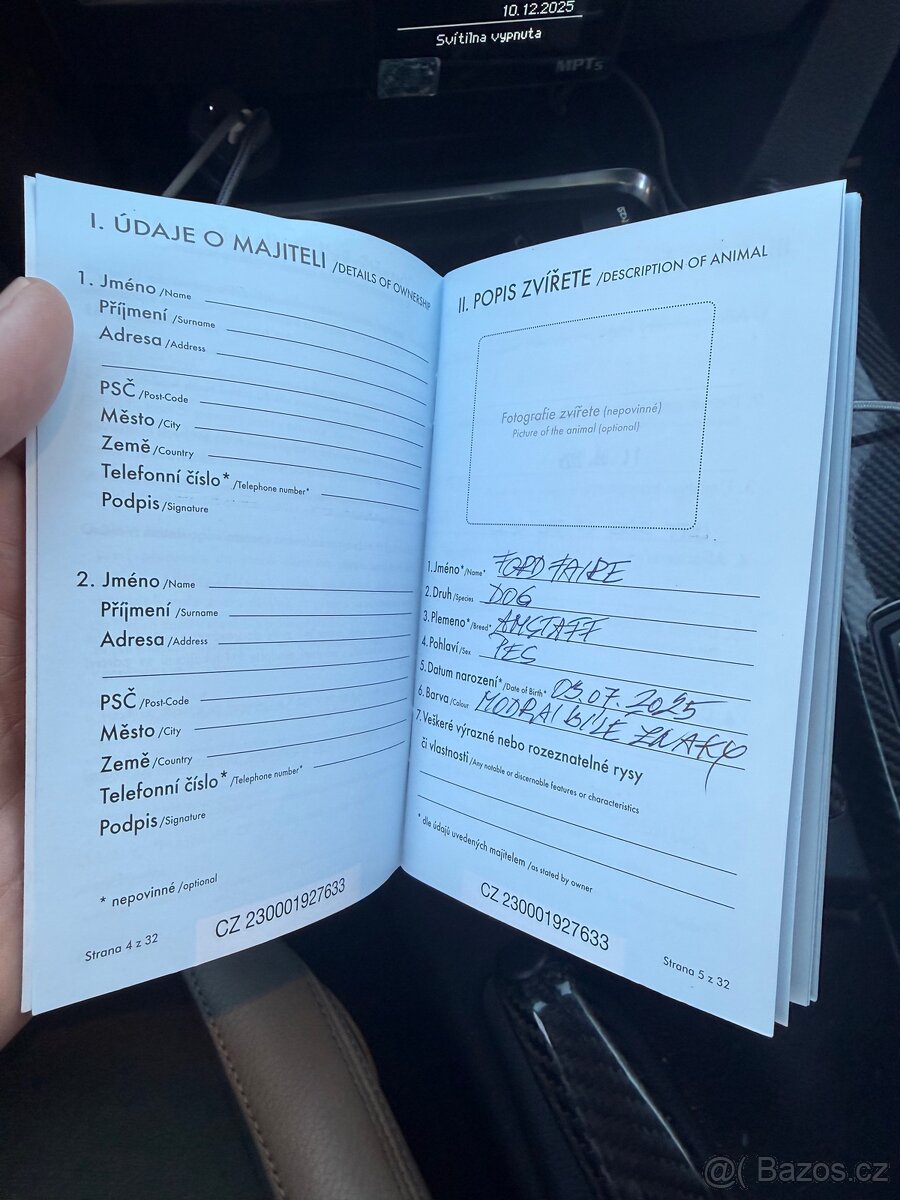 10.12.2025
Svítilna vypnuta
MPTs
I. ÚDAJE O MAJITELI /DETAILS OF OWNERSHIP
1. Jméno /Name
Příjmení /Surname
Adresa /Address
PSČ /Post-Code
Město /City
Země /Country
Telefonní číslo* /Telephone number*
Podpis /Signature
2. Jméno /Name
Příjmení /Surname
Adresa /Address
PSČ /Post-Code
Město /City
Země /Country
Telefonní číslo* /Telephone number*
Podpis /Signature
* nepovinné /optional
CZ 230001927633
Strana 4 z 32
II. POPIS ZVÍŘETE /DESCRIPTION OF ANIMAL
Fotografie zvířete (nepovinné)
Picture of the animal (optional)
1. Jméno* /Name* FORD FAIRE
2. Druh /Species DOG
3. Plemeno* /Breed* AMSTAFF
4. Pohlaví /Sex PES
5. Datum narození* /Date of Birth* 05.07.2025
6. Barva /Colour MODRÁ BÍLÉ ZNAKY
7. Veškeré výrazné nebo rozeznatelné rysy
či vlastnosti /Any notable or discernable features or characteristics
* dle údajů uvedených majitelem /as stated by owner
CZ 230001927633
Strana 5 z 32
@( Bazos.cz